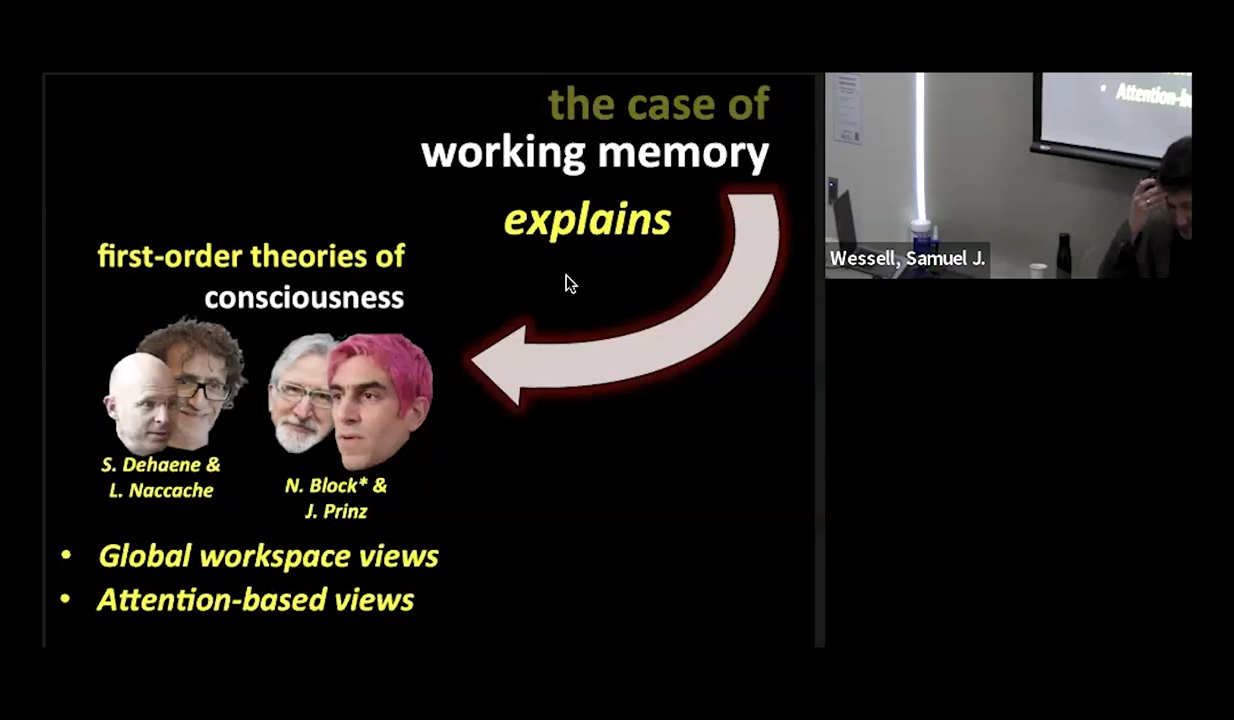 the case of
working memory
explains
first-order theories of
consciousness
S. Dehaene &
L. Naccache
N. Block* &
J. Prinz
• Global workspace views
• Attention-based views
• Attention-b
Wessell, Samuel J.